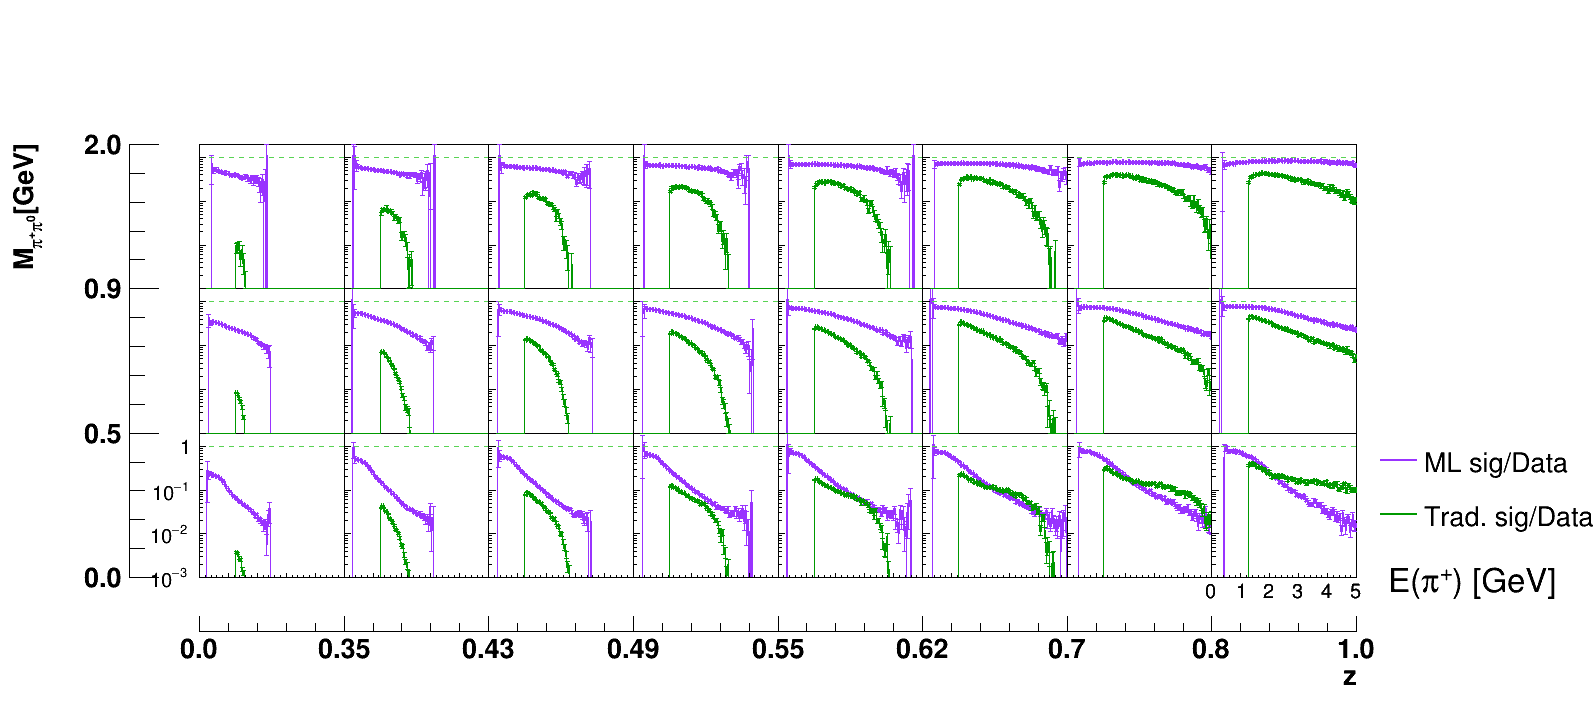 M π⁺π⁰ [GeV]
2.0
0.9
0.5
0.0
1
10⁻¹
10⁻²
10⁻³
ML sig/Data
Trad. sig/Data
0 1 2 3 4 5
E(π⁺) [GeV]
0.0 0.35 0.43 0.49 0.55 0.62 0.7 0.8 1.0
z